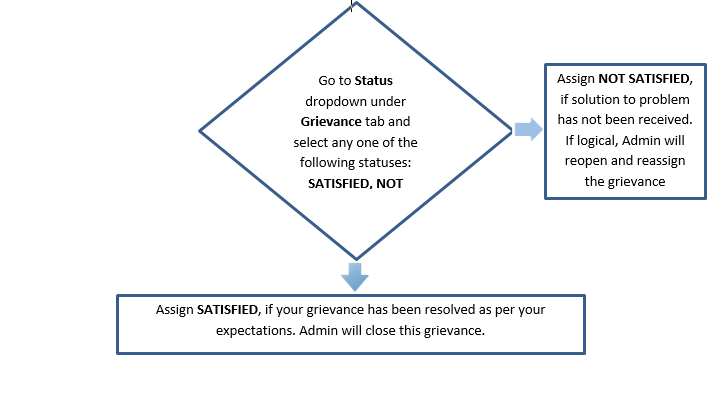 Go to Status
dropdown under
Grievance tab and
select any one of the
following statuses:
SATISFIED, NOT
Assign NOT SATISFIED,
if solution to problem
has not been received.
If logical, Admin will
reopen and reassign
the grievance
Assign SATISFIED, if your grievance has been resolved as per your
expectations. Admin will close this grievance.